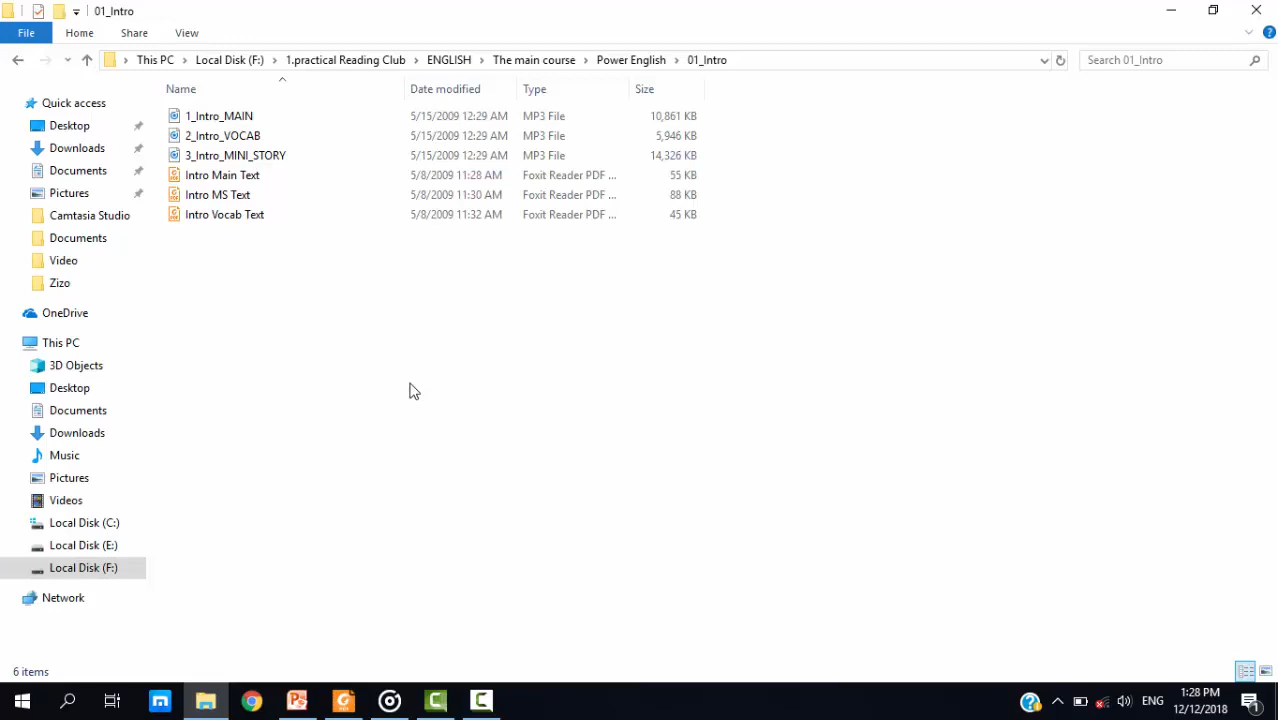 01_Intro
File Home Share View
This PC Local Disk (F:) 1.practical Reading Club ENGLISH The main course Power English 01_Intro
Search 01_Intro
Name Date modified Type Size
1_Intro_MAIN 5/15/2009 12:29 AM MP3 File 10,861 KB
2_Intro_VOCAB 5/15/2009 12:29 AM MP3 File 5,946 KB
3_Intro_MINI_STORY 5/15/2009 12:29 AM MP3 File 14,326 KB
Intro Main Text 5/8/2009 11:28 AM Foxit Reader PDF ... 55 KB
Intro MS Text 5/8/2009 11:30 AM Foxit Reader PDF ... 88 KB
Intro Vocab Text 5/8/2009 11:32 AM Foxit Reader PDF ... 45 KB
Quick access
Desktop
Downloads
Documents
Pictures
Camtasia Studio
Documents
Video
Zizo
OneDrive
This PC
3D Objects
Desktop
Documents
Downloads
Music
Pictures
Videos
Local Disk (C:)
Local Disk (E:)
Local Disk (F:)
Network
6 items
ENG
1:28 PM
12/12/2018
1